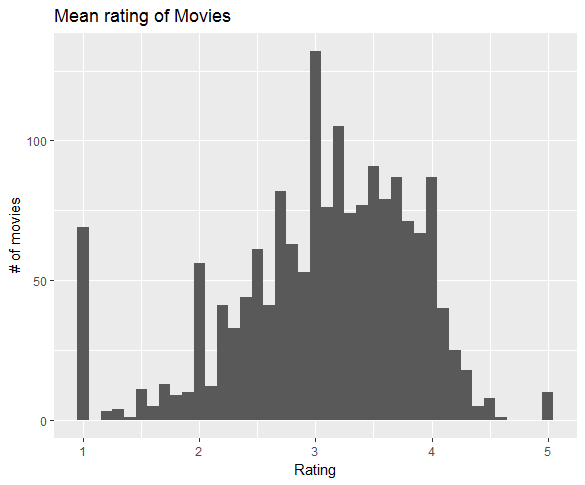 Mean rating of Movies
# of movies
100
50
0
1 2 3 4 5
Rating